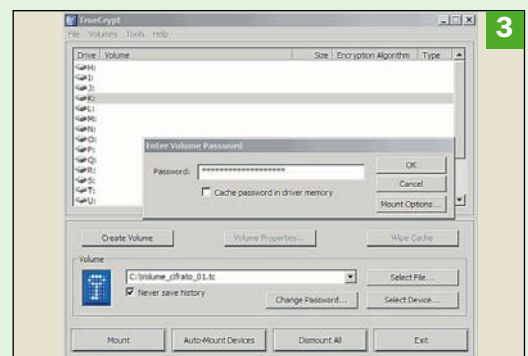 3
TrueCrypt
File Volumes Tools Help
Drive Volume Size Encryption Algorithm Type
H:
I:
J:
K:
L:
M:
N:
O:
P:
Q:
R:
S:
T:
U:
Enter Volume Password
Password: ******************* OK
Cache password in driver memory Cancel
Mount Options...
Create Volume Volume Properties... Wipe Cache
Volume
C:\Volume_cifrato_01.tc Select File...
Never save history Change Password... Select Device...
Mount Auto-Mount Devices Dismount All Exit